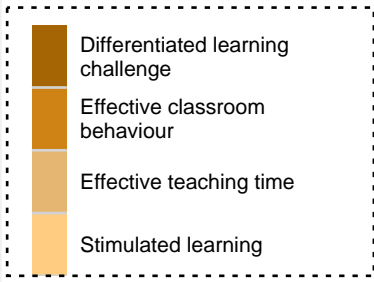 Differentiated learning
challenge
Effective classroom
behaviour
Effective teaching time
Stimulated learning